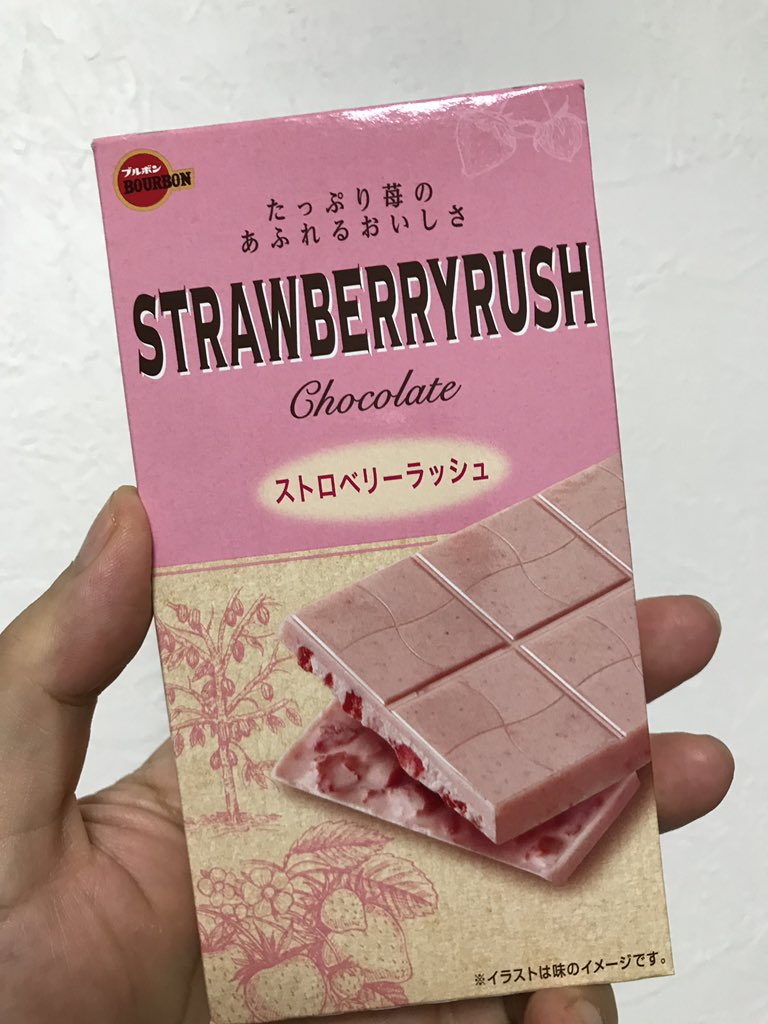 ブルボン
BOURBON
たっぷり苺の
あふれるおいしさ
STRAWBERRYRUSH
Chocolate
ストロベリーラッシュ
※イラストは味のイメージです。